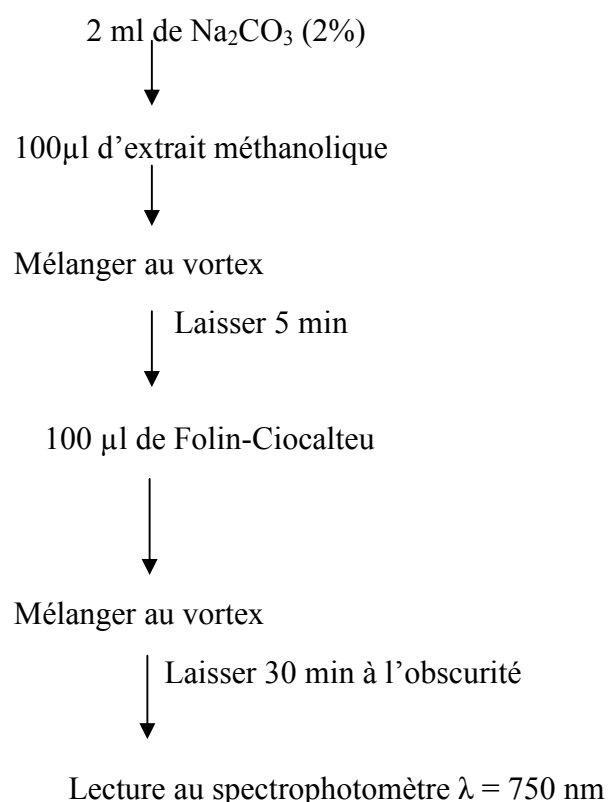 2 ml de Na₂CO₃ (2%)
100µl d’extrait méthanolique
Mélanger au vortex
Laisser 5 min
100 µl de Folin-Ciocalteu
Mélanger au vortex
Laisser 30 min à l’obscurité
Lecture au spectrophotomètre λ = 750 nm